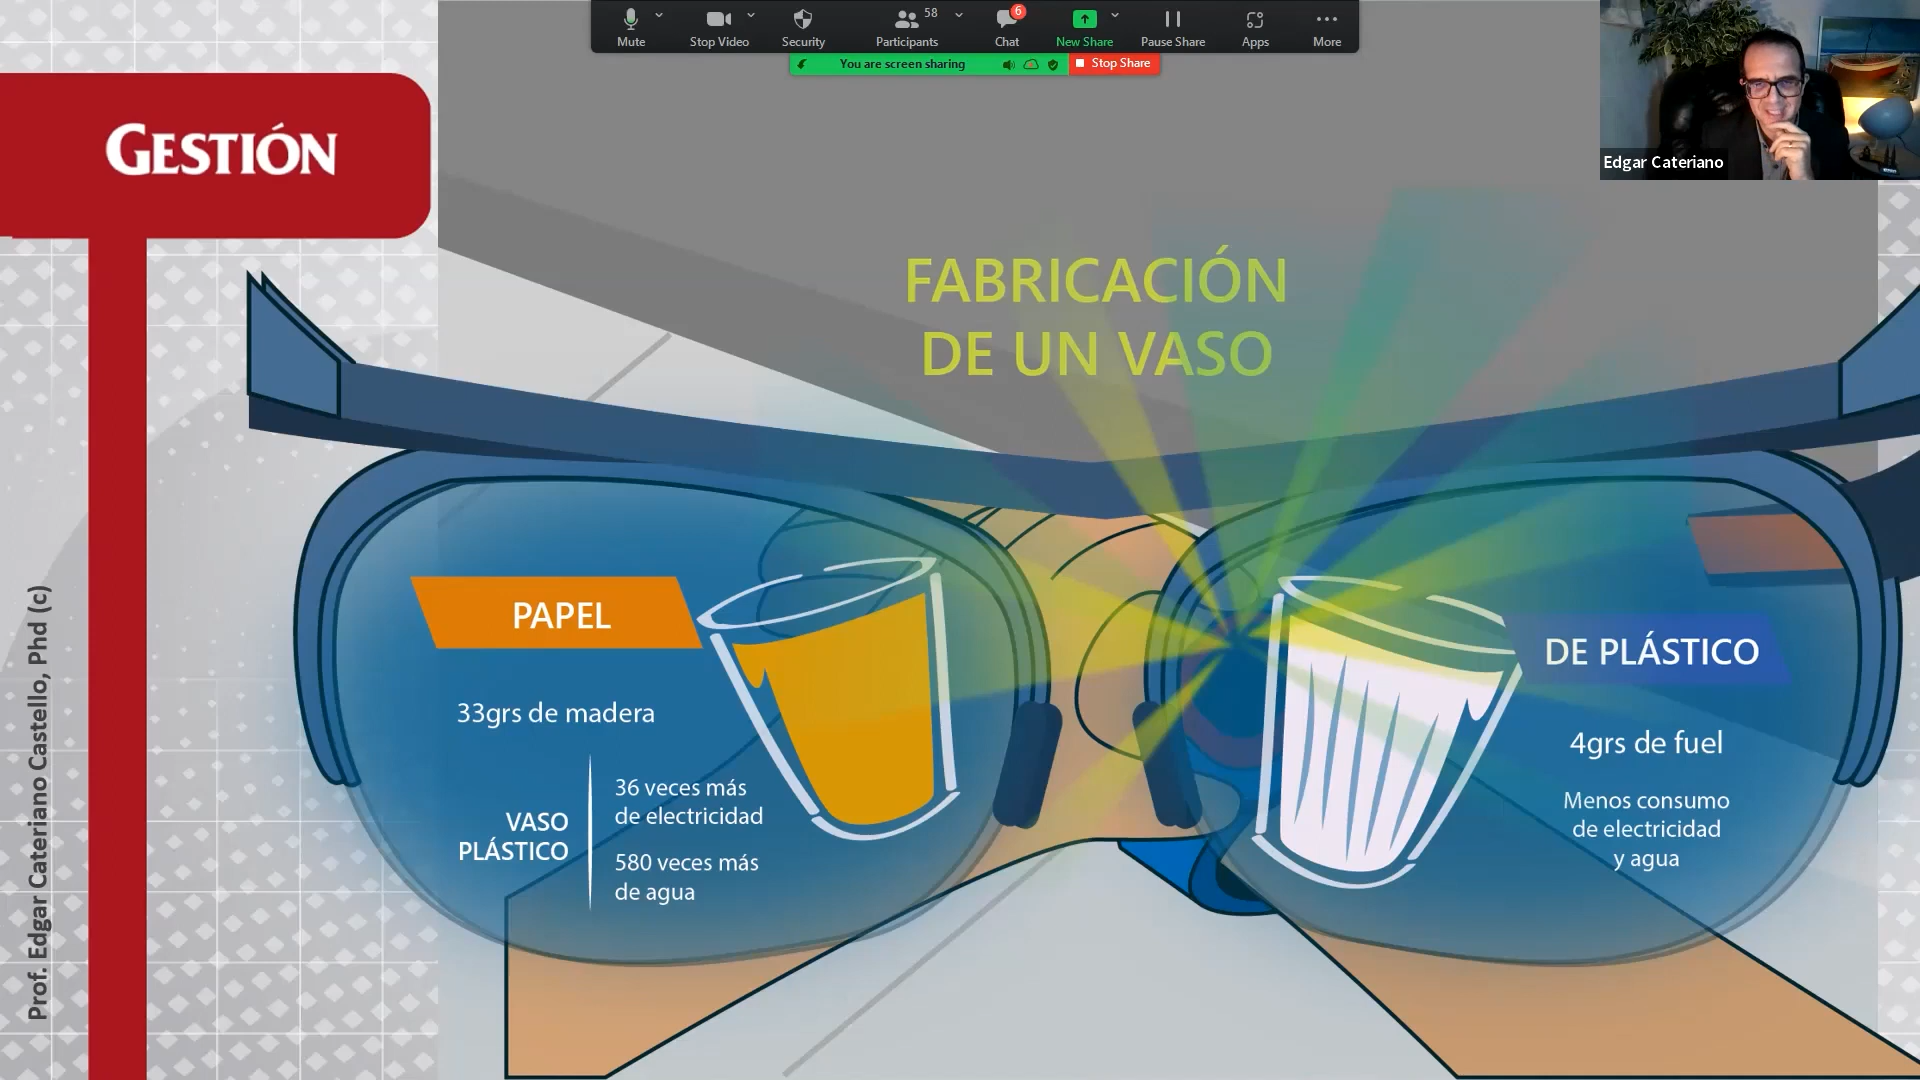 Mute
Stop Video
Security
58
Participants
6
Chat
New Share
Pause Share
Apps
More
You are screen sharing
Stop Share
Edgar Cateriano
GESTIÓN
Prof. Edgar Cateriano Castello, Phd (c)
FABRICACIÓN
DE UN VASO
PAPEL
33grs de madera
VASO
PLÁSTICO
36 veces más
de electricidad
580 veces más
de agua
DE PLÁSTICO
4grs de fuel
Menos consumo
de electricidad
y agua